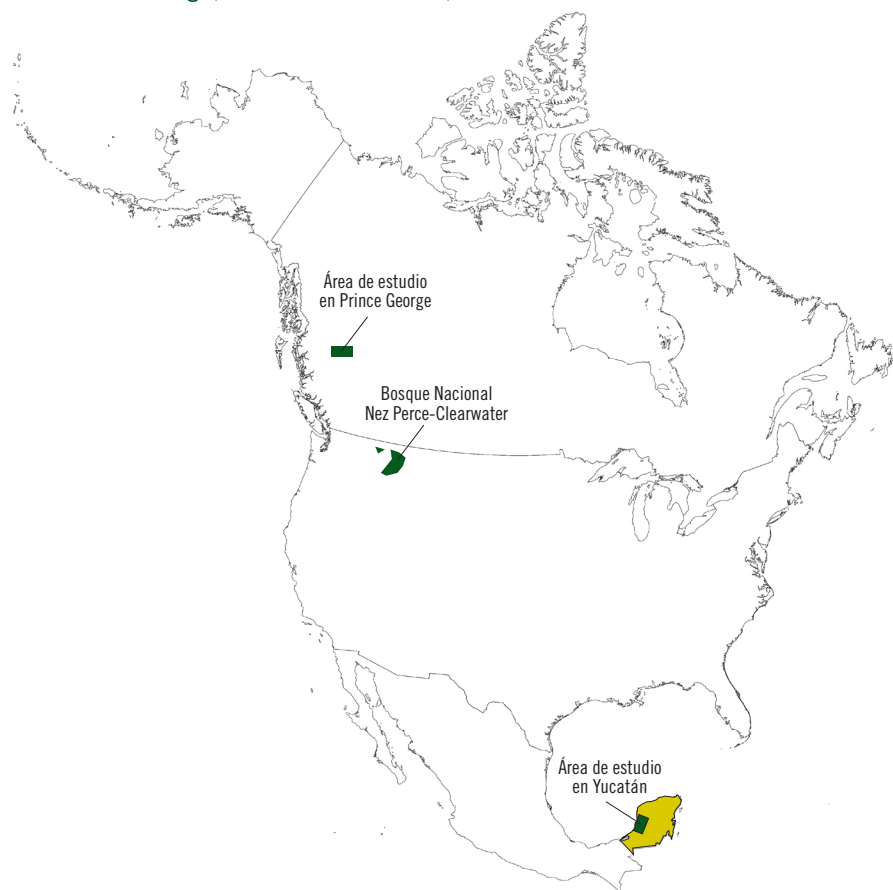 Área de estudio
en Prince George
Bosque Nacional
Nez Perce-Clearwater
Área de estudio
en Yucatán